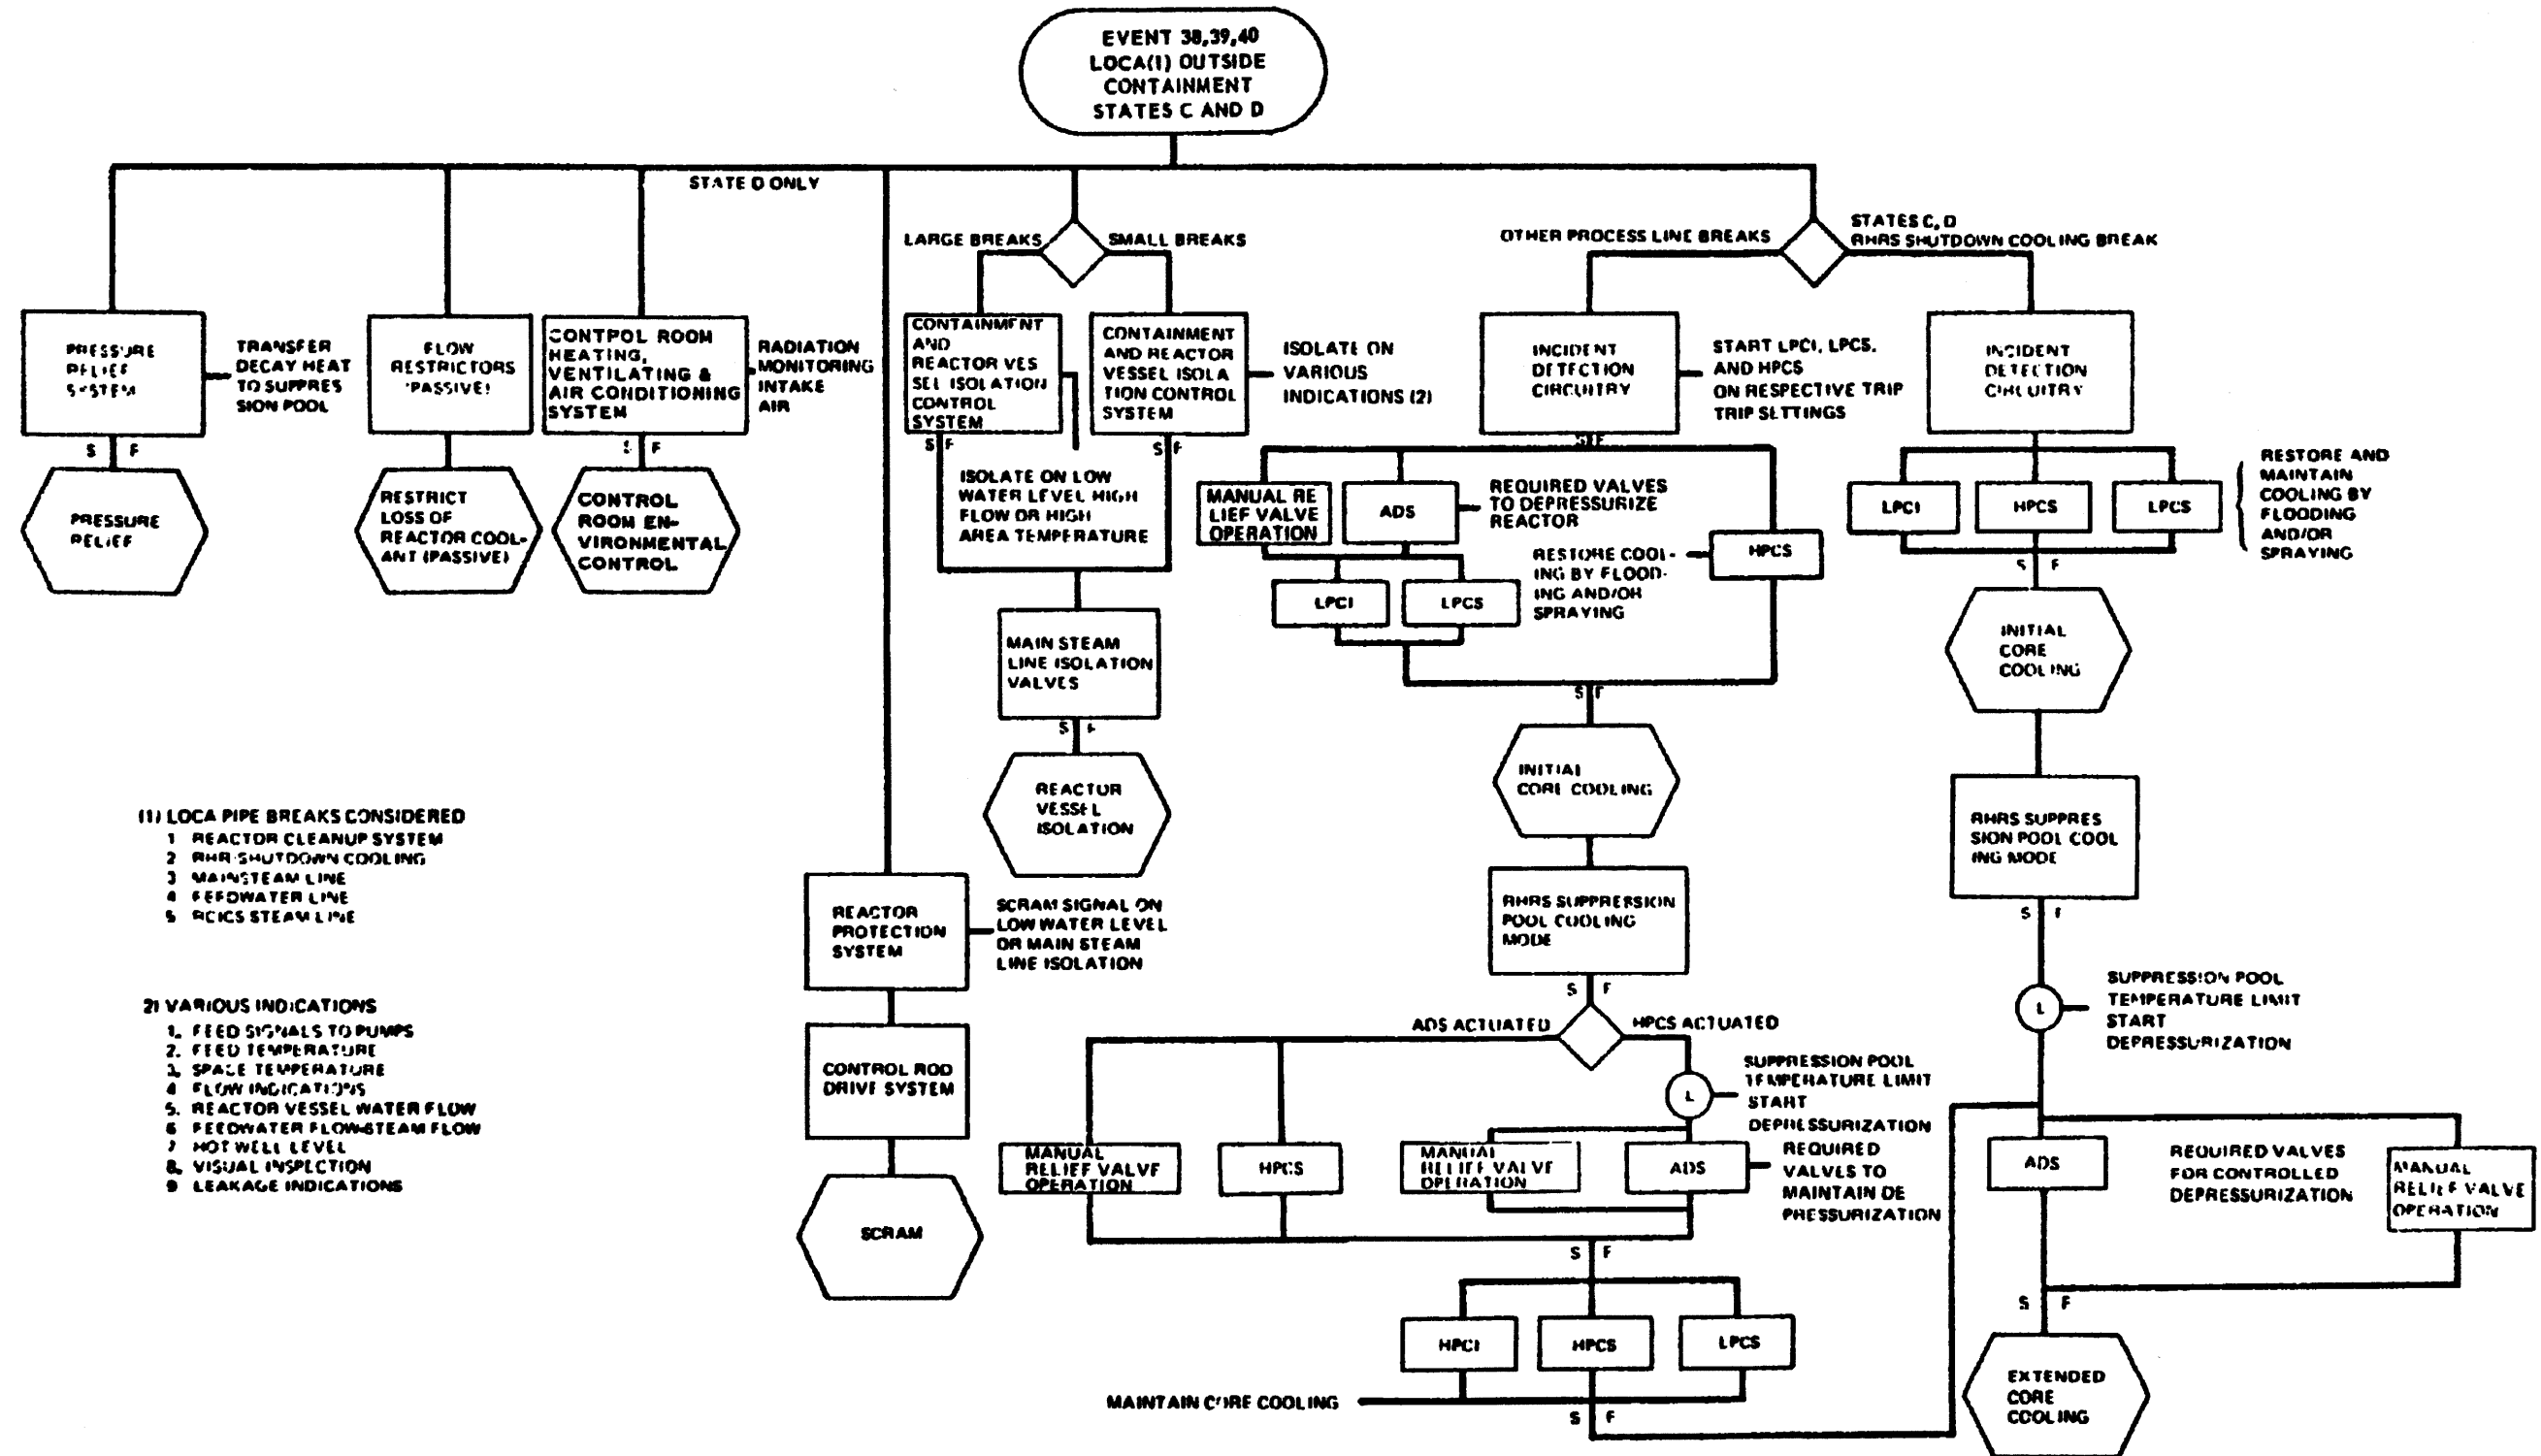 EVENT 38,39,40
LOCA(1) OUTSIDE
CONTAINMENT
STATES C AND D
STATE D ONLY
LARGE BREAKS
SMALL BREAKS
OTHER PROCESS LINE BREAKS
STATES C, D
RHRS SHUTDOWN COOLING BREAK
PRESSURE
RELIEF
SYSTEM
TRANSFER
DECAY HEAT
TO SUPPRES
SION POOL
S F
PRESSURE
RELIEF
FLOW
RESTRICTORS
(PASSIVE)
RESTRICT
LOSS OF
REACTOR COOL-
ANT (PASSIVE)
CONTPOL ROOM
HEATING,
VENTILATING &
AIR CONDITIONING
SYSTEM
RADIATION
MONITORING
INTAKE
AIR
S F
CONTROL
ROOM EN-
VIRONMENTAL
CONTROL
CONTAINMENT
AND
REACTOR VES
SEL ISOLATION
CONTROL
SYSTEM
S F
ISOLATE ON LOW
WATER LEVEL HIGH
FLOW OR HIGH
AREA TEMPERATURE
CONTAINMENT
AND REACTOR
VESSEL ISOLA
TION CONTROL
SYSTEM
S F
ISOLATE ON
VARIOUS
INDICATIONS (2)
MAIN STEAM
LINE ISOLATION
VALVES
S F
REACTOR
VESSEL
ISOLATION
REACTOR
PROTECTION
SYSTEM
SCRAM SIGNAL ON
LOW WATER LEVEL
OR MAIN STEAM
LINE ISOLATION
CONTROL ROD
DRIVE SYSTEM
SCRAM
INCIDENT
DETECTION
CIRCUITRY
START LPCI, LPCS,
AND HPCS
ON RESPECTIVE TRIP
TRIP SETTINGS
S F
MANUAL RE
LIEF VALVE
OPERATION
ADS
REQUIRED VALVES
TO DEPRESSURIZE
REACTOR
HPCS
RESTORE COOL-
ING BY FLOOD-
ING AND/OR
SPRAYING
LPCI
LPCS
S F
INITIAL
CORE COOLING
RHRS SUPPRESSION
POOL COOLING
MODE
S F
ADS ACTUATED
HPCS ACTUATED
L
SUPPRESSION POOL
TEMPERATURE LIMIT
START
DEPRESSURIZATION
MANUAL
RELIEF VALVE
OPERATION
HPCS
MANUAL
RELIEF VALVE
OPERATION
ADS
REQUIRED
VALVES TO
MAINTAIN DE
PRESSURIZATION
S F
HPCI
HPCS
LPCS
MAINTAIN CORE COOLING
S F
INCIDENT
DETECTION
CIRCUITRY
LPCI
HPCS
LPCS
RESTORE AND
MAINTAIN
COOLING BY
FLOODING
AND/OR
SPRAYING
S F
INITIAL
CORE
COOLING
RHRS SUPPRES
SION POOL COOL
ING MODE
S F
L
SUPPRESSION POOL
TEMPERATURE LIMIT
START
DEPRESSURIZATION
ADS
REQUIRED VALVES
FOR CONTROLLED
DEPRESSURIZATION
MANUAL
RELIEF VALVE
OPERATION
S F
EXTENDED
CORE
COOLING
(1) LOCA PIPE BREAKS CONSIDERED
1 REACTOR CLEANUP SYSTEM
2 RHR SHUTDOWN COOLING
3 MAINSTEAM LINE
4 FEEDWATER LINE
5 RCICS STEAM LINE
2) VARIOUS INDICATIONS
1. FEED SIGNALS TO PUMPS
2. FEED TEMPERATURE
3. SPACE TEMPERATURE
4 FLOW INDICATIONS
5. REACTOR VESSEL WATER FLOW
6 FEEDWATER FLOW-STEAM FLOW
7 HOT WELL LEVEL
8. VISUAL INSPECTION
9 LEAKAGE INDICATIONS